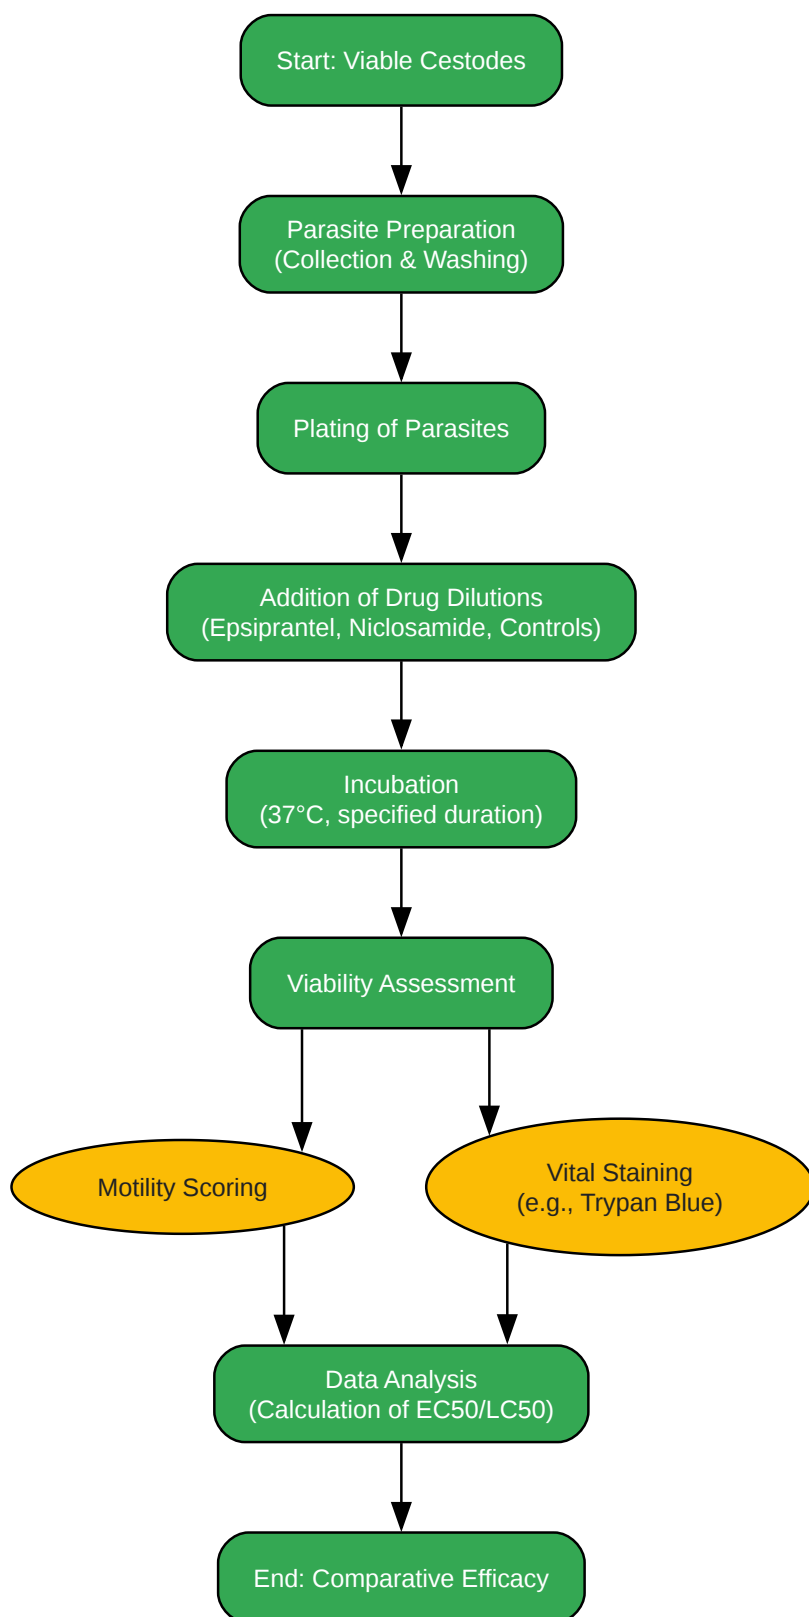 Start: Viable Cestodes
Parasite Preparation
(Collection & Washing)
Plating of Parasites
Addition of Drug Dilutions
(Epsiprantel, Niclosamide, Controls)
Incubation
(37°C, specified duration)
Viability Assessment
Motility Scoring
Vital Staining
(e.g., Trypan Blue)
Data Analysis
(Calculation of EC50/LC50)
End: Comparative Efficacy